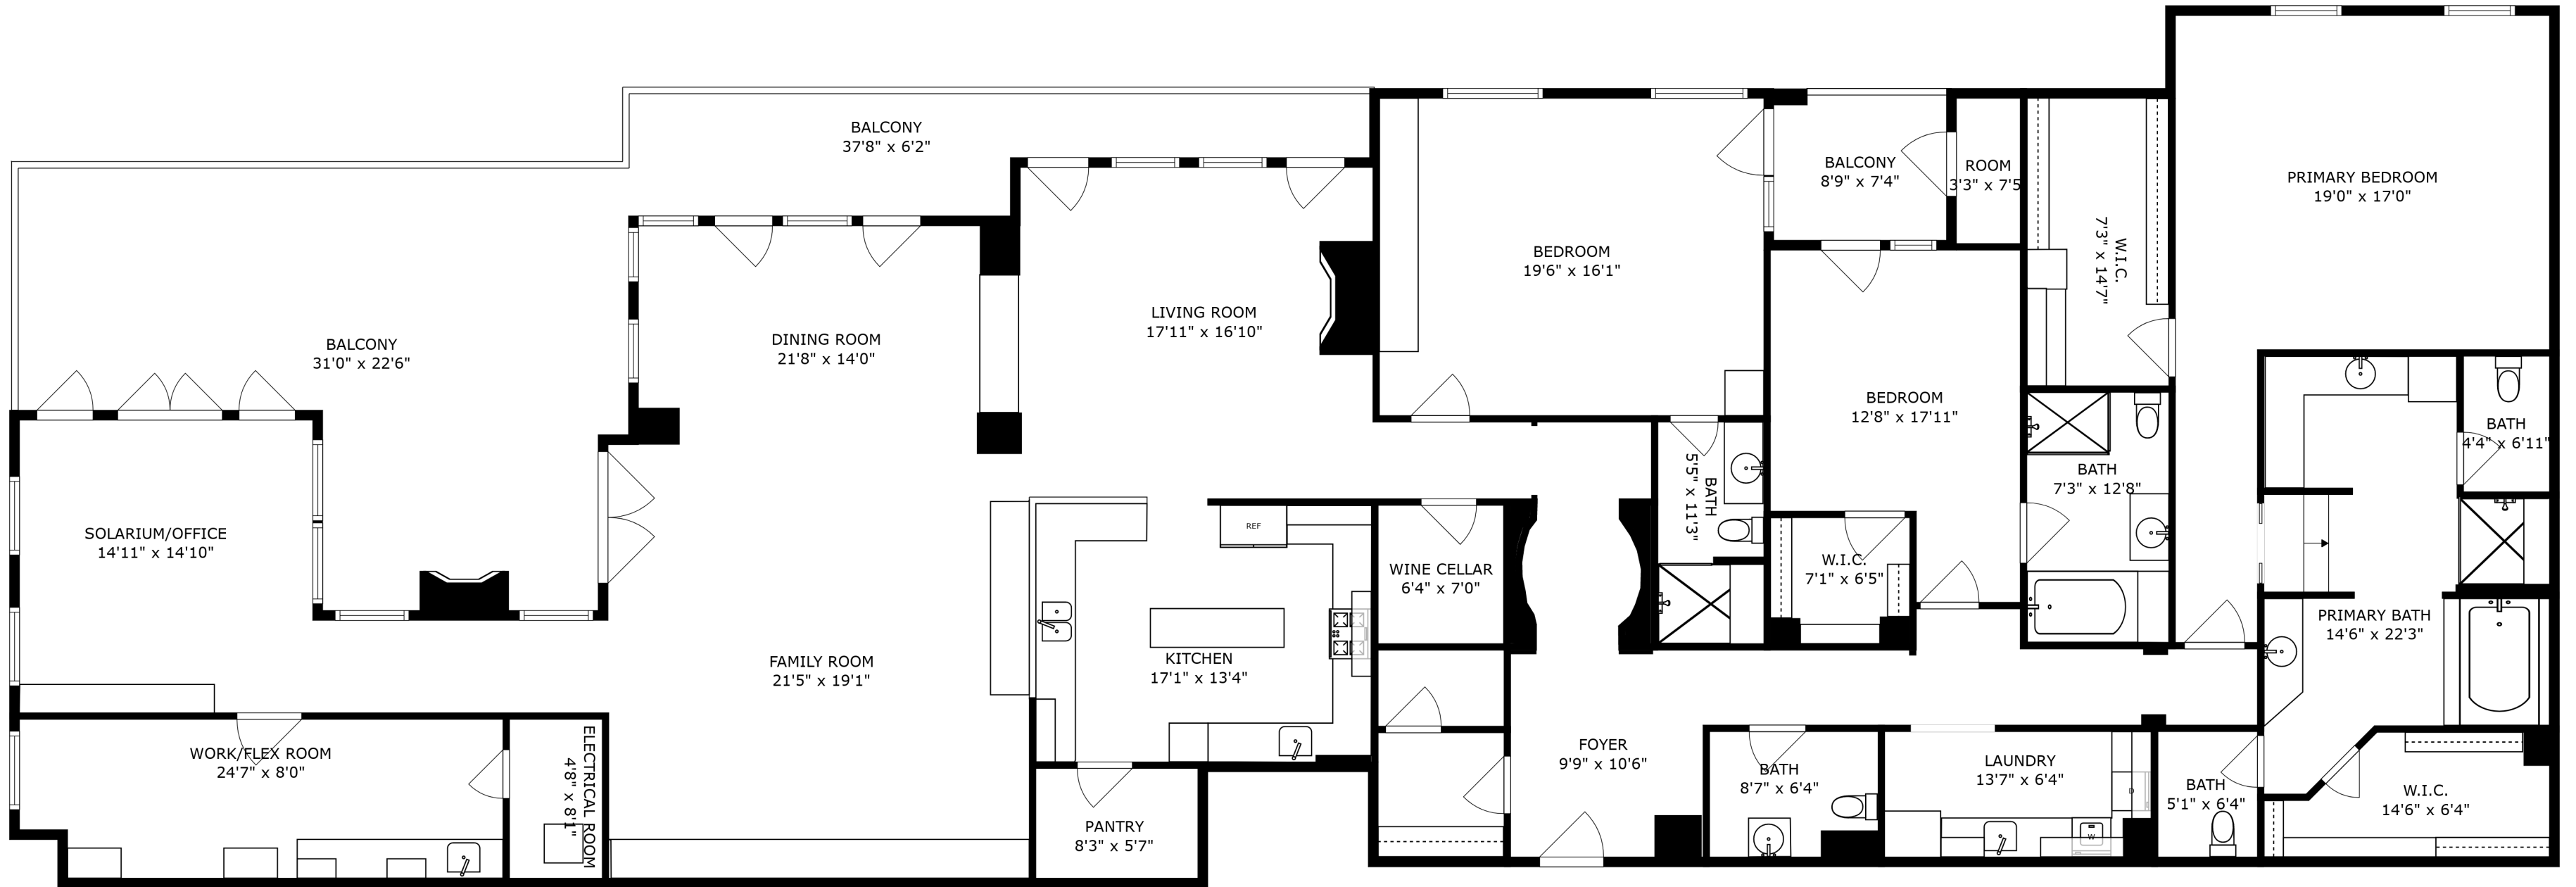 BALCONY
37'8" x 6'2"
BALCONY
8'9" x 7'4"
ROOM
3'3" x 7'5
PRIMARY BEDROOM
19'0" x 17'0"
W.I.C.
7'3" x 14'7"
BEDROOM
19'6" x 16'1"
LIVING ROOM
17'11" x 16'10"
DINING ROOM
21'8" x 14'0"
BALCONY
31'0" x 22'6"
BEDROOM
12'8" x 17'11"
BATH
4'4" x 6'11"
BATH
7'3" x 12'8"
BATH
5'5" x 11'3"
SOLARIUM/OFFICE
14'11" x 14'10"
REF
WINE CELLAR
6'4" x 7'0"
W.I.C.
7'1" x 6'5"
PRIMARY BATH
14'6" x 22'3"
FAMILY ROOM
21'5" x 19'1"
KITCHEN
17'1" x 13'4"
WORK/FLEX ROOM
24'7" x 8'0"
ELECTRICAL ROOM
4'8" x 8'1"
FOYER
9'9" x 10'6"
BATH
8'7" x 6'4"
LAUNDRY
13'7" x 6'4"
D
W
BATH
5'1" x 6'4"
W.I.C.
14'6" x 6'4"
PANTRY
8'3" x 5'7"